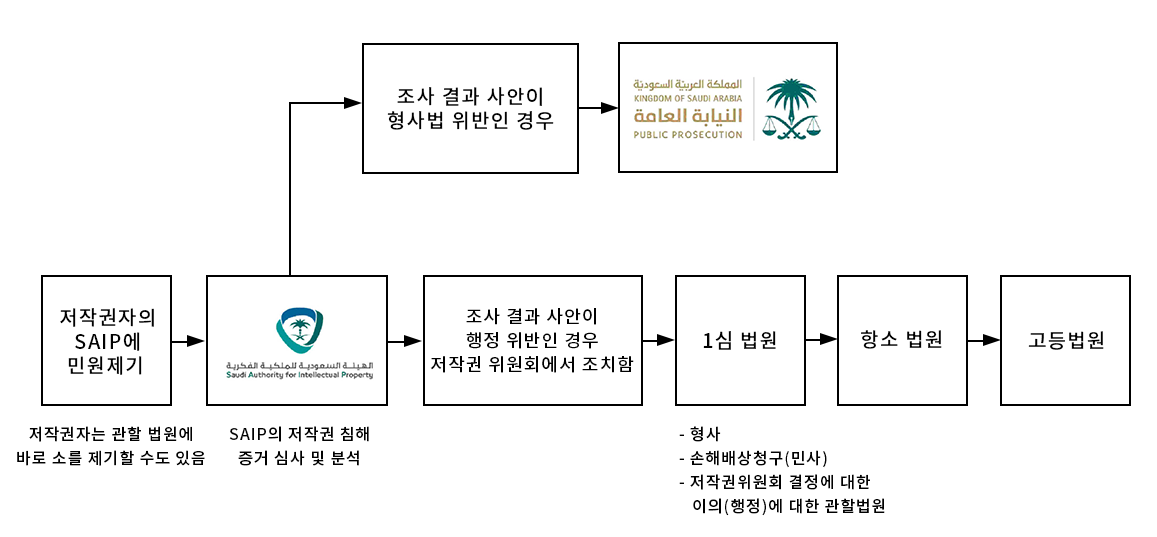 조사 결과 사안이
형사법 위반인 경우
المملكة العربية السعودية
KINGDOM OF SAUDI ARABIA
النيابة العامة
PUBLIC PROSECUTION
저작권자의
SAIP에
민원제기
الهيئة السعودية للملكية الفكرية
Saudi Authority for Intellectual Property
조사 결과 사안이
행정 위반인 경우
저작권 위원회에서 조치함
1심 법원
항소 법원
고등법원
저작권자는 관할 법원에
바로 소를 제기할 수도 있음
SAIP의 저작권 침해
증거 심사 및 분석
- 형사
- 손해배상청구(민사)
- 저작권위원회 결정에 대한
이의(행정)에 대한 관할법원